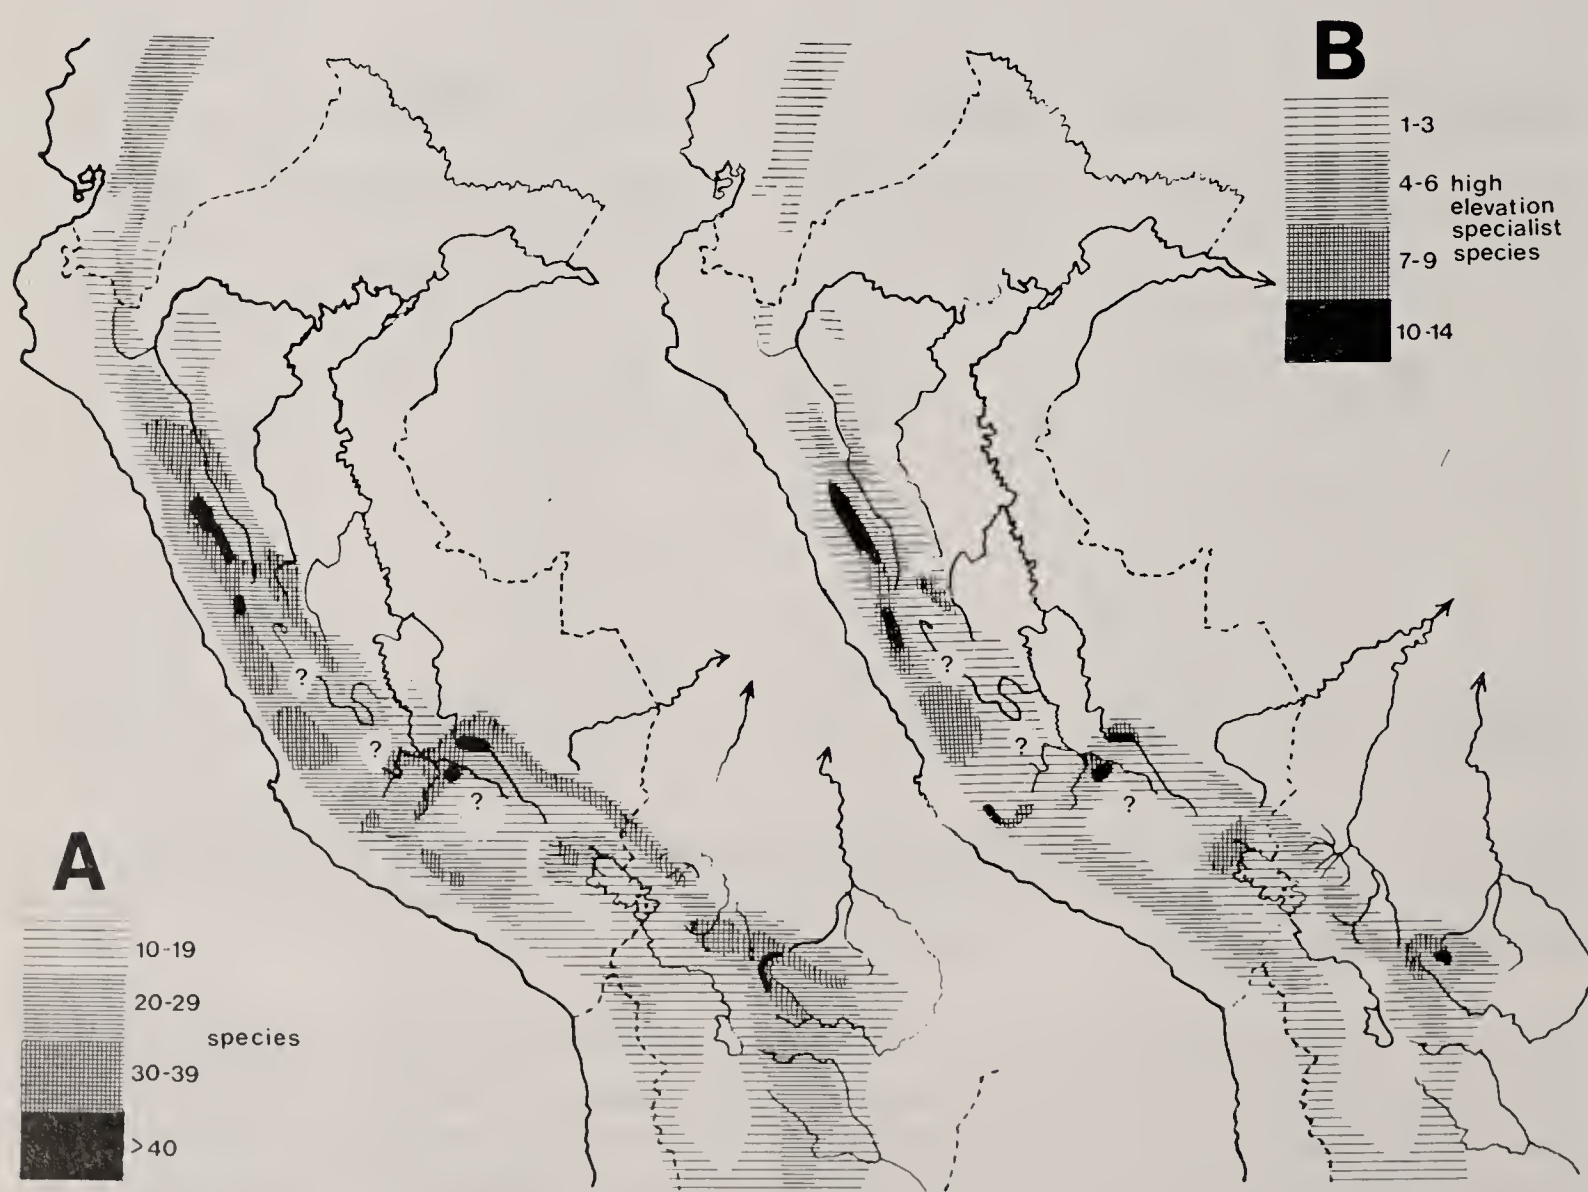 A
10-19
20-29
species
30-39
>40
?
?
?
B
1-3
4-6 high
elevation
specialist
7-9 species
10-14
?
?
?